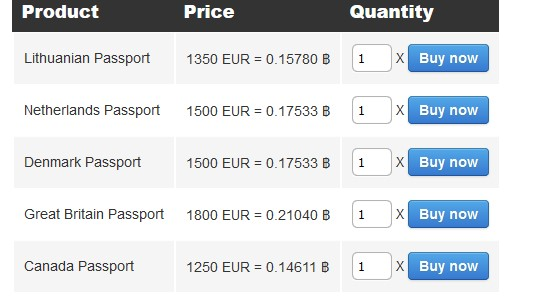 Product Price Quantity
Lithuanian Passport 1350 EUR = 0.15780 ฿ 1 X Buy now
Netherlands Passport 1500 EUR = 0.17533 ฿ 1 X Buy now
Denmark Passport 1500 EUR = 0.17533 ฿ 1 X Buy now
Great Britain Passport 1800 EUR = 0.21040 ฿ 1 X Buy now
Canada Passport 1250 EUR = 0.14611 ฿ 1 X Buy now